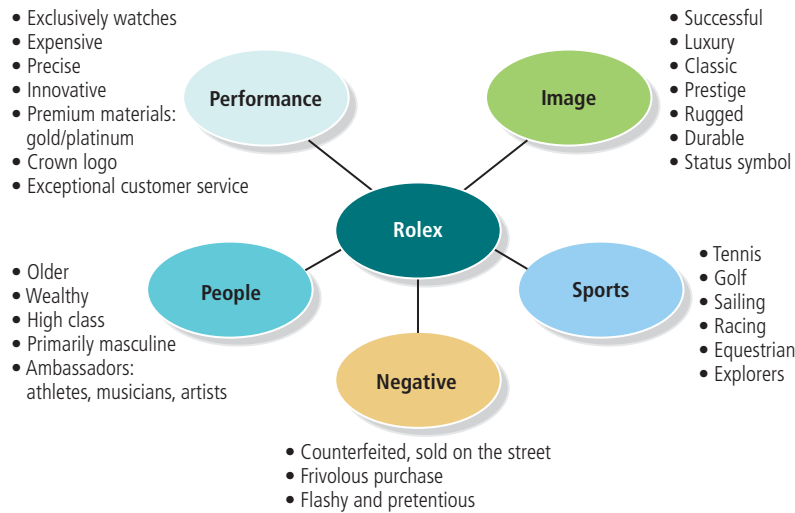 • Exclusively watches
• Expensive
• Precise
• Innovative
• Premium materials:
gold/platinum
• Crown logo
• Exceptional customer service
Performance
Image
• Successful
• Luxury
• Classic
• Prestige
• Rugged
• Durable
• Status symbol
Rolex
• Older
• Wealthy
• High class
• Primarily masculine
• Ambassadors:
athletes, musicians, artists
People
Sports
• Tennis
• Golf
• Sailing
• Racing
• Equestrian
• Explorers
Negative
• Counterfeited, sold on the street
• Frivolous purchase
• Flashy and pretentious